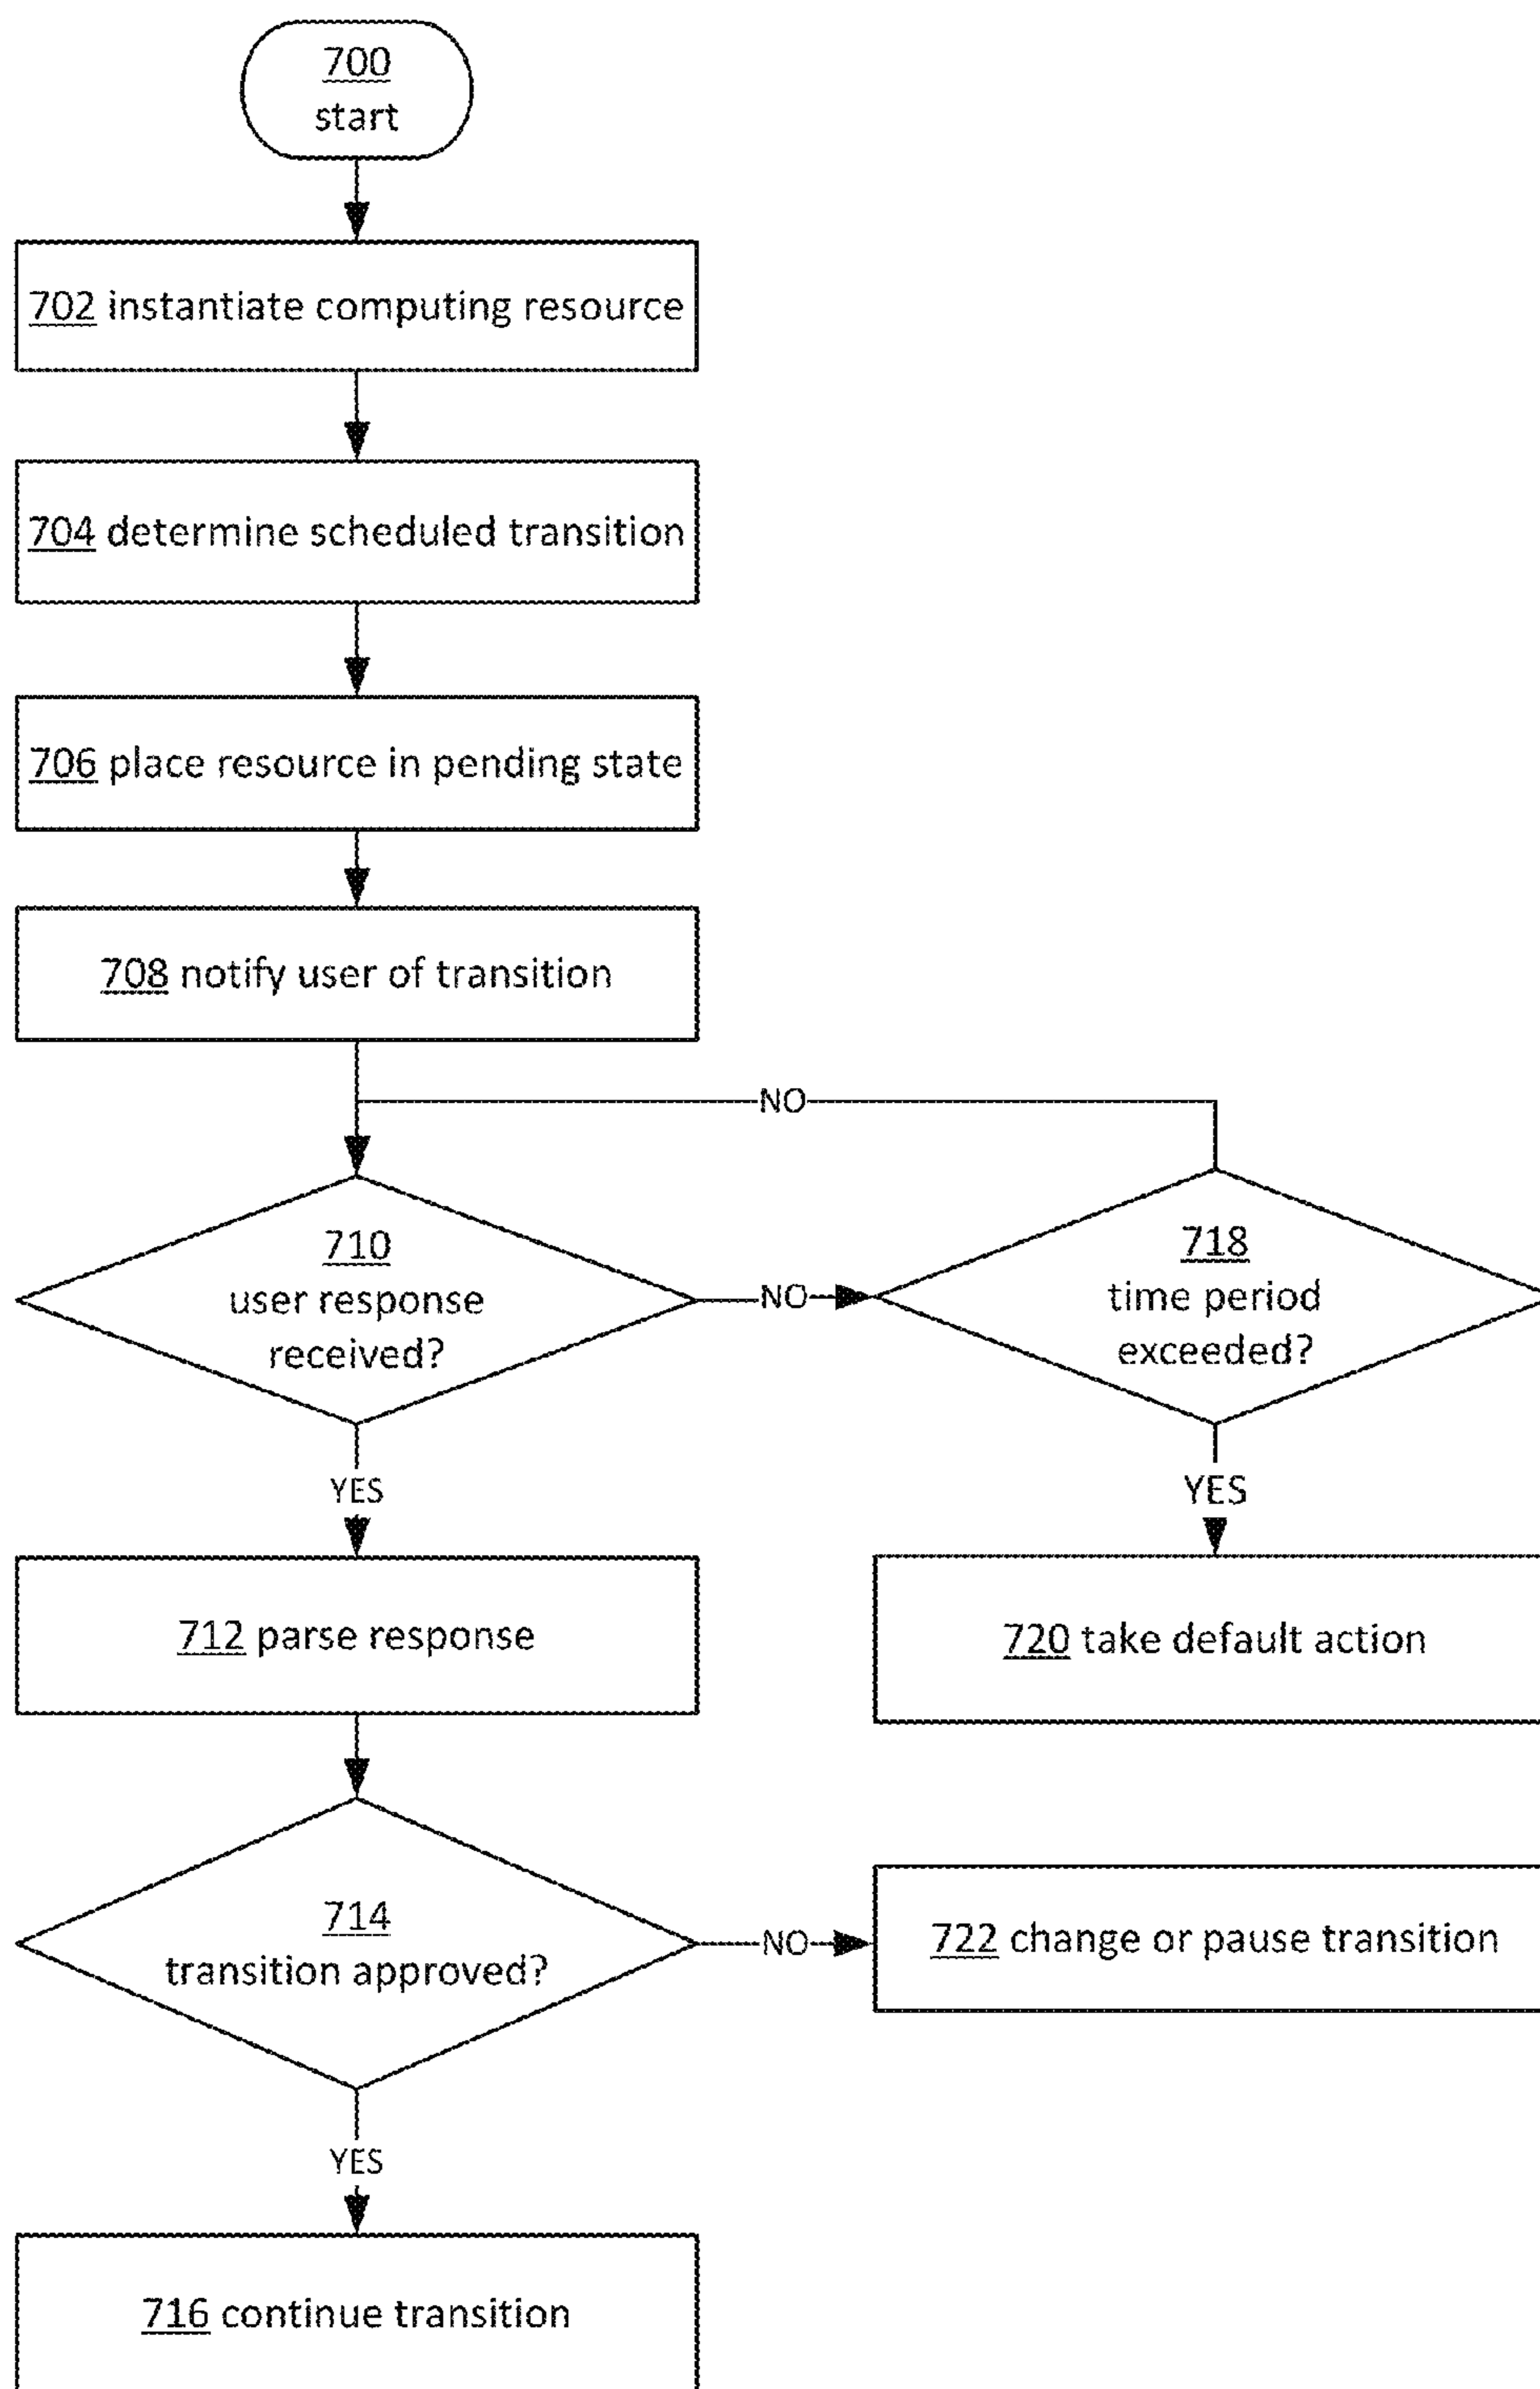 700
start
702 instantiate computing resource
704 determine scheduled transition
706 place resource in pending state
708 notify user of transition
NO
710
user response
received?
NO
718
time period
exceeded?
YES
YES
712 parse response
720 take default action
714
transition approved?
NO
722 change or pause transition
YES
716 continue transition